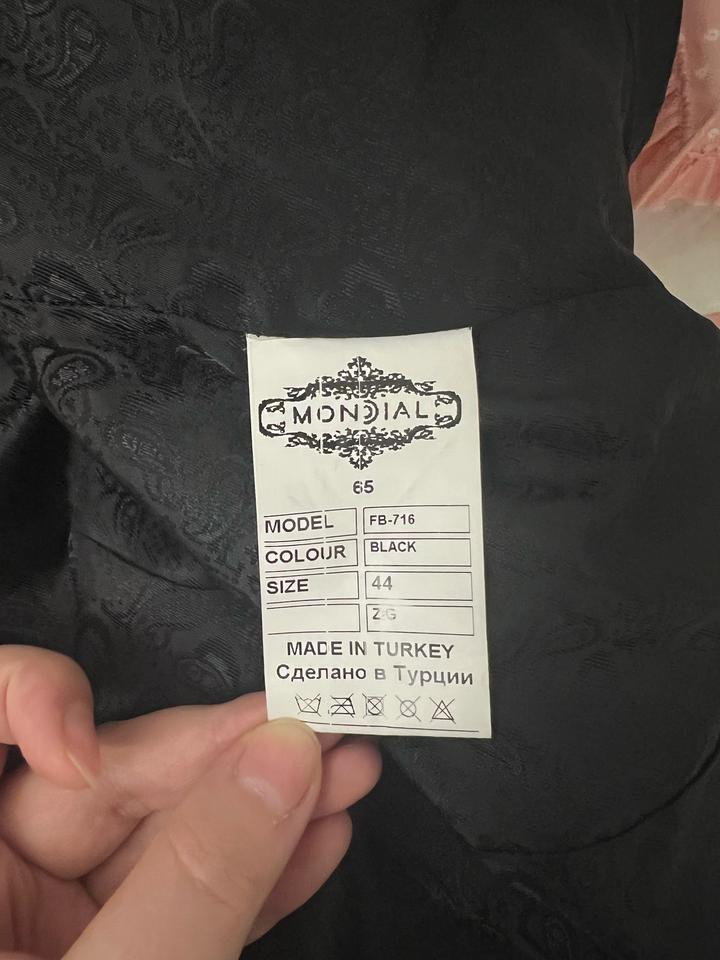 MONDIAL
65
MODEL FB-716
COLOUR BLACK
SIZE 44
Z-G
MADE IN TURKEY
Сделано в Турции